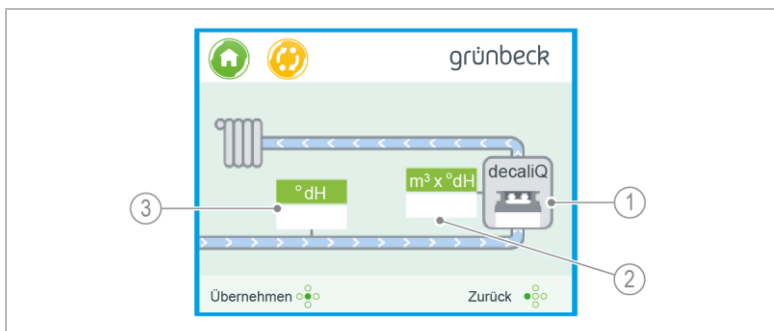 grünbeck
decaliQ
m³ x °dH
°dH
1
3
2
Übernehmen
Zurück